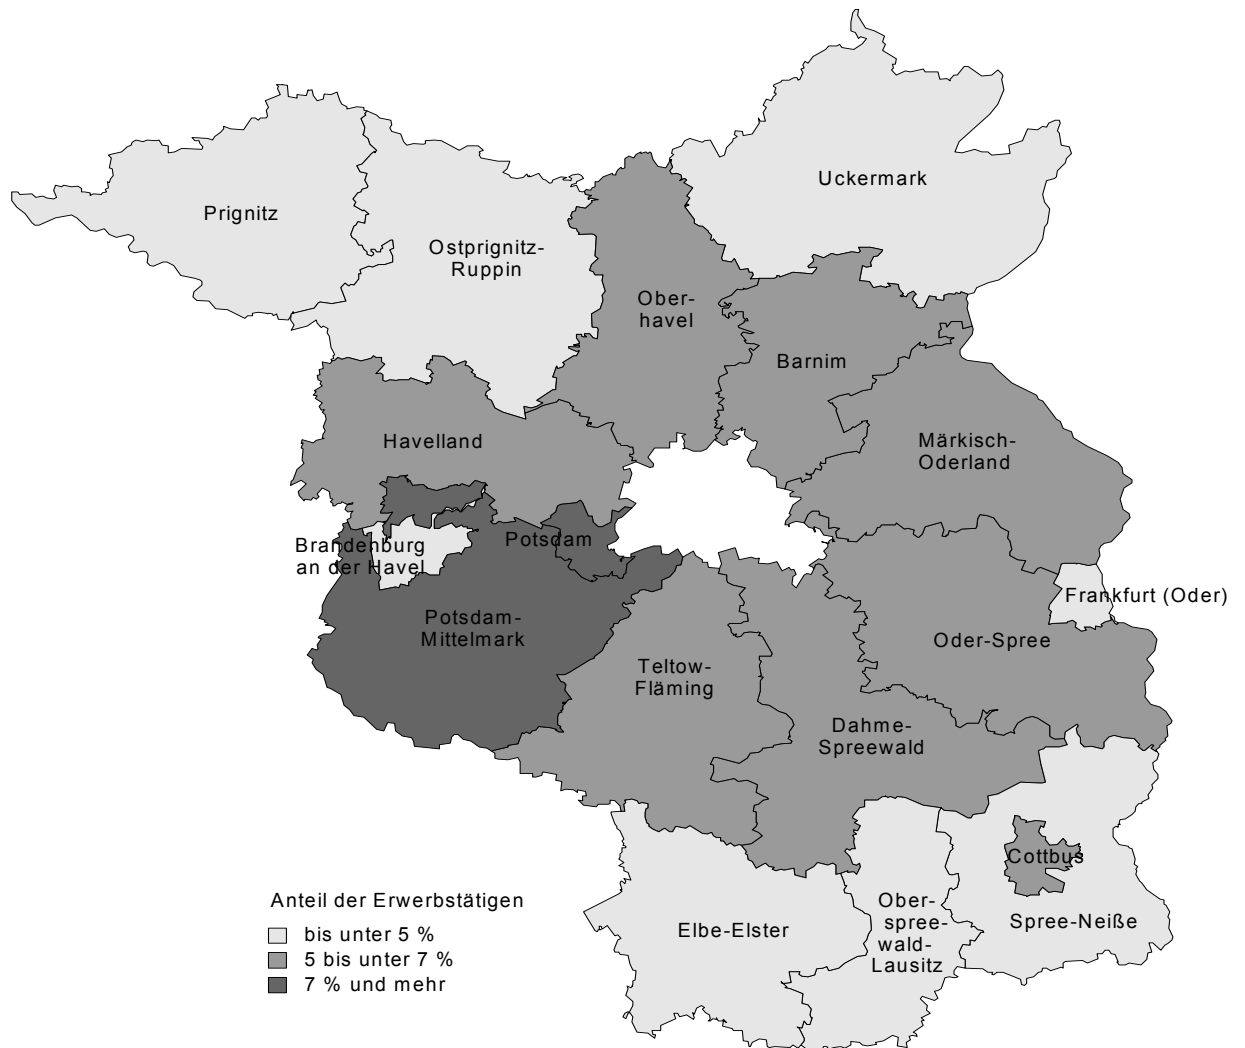 Uckermark
Prignitz
Ostprignitz-
Ruppin
Ober-
havel
Barnim
Havelland
Märkisch-
Oderland
Potsdam
Brandenburg
an der Havel
Frankfurt (Oder)
Potsdam-
Mittelmark
Oder-Spree
Teltow-
Fläming
Dahme-
Spreewald
Cottbus
Spree-Neiße
Elbe-Elster
Ober-
spree-
wald-
Lausitz
Anteil der Erwerbstätigen
bis unter 5 %
5 bis unter 7 %
7 % und mehr